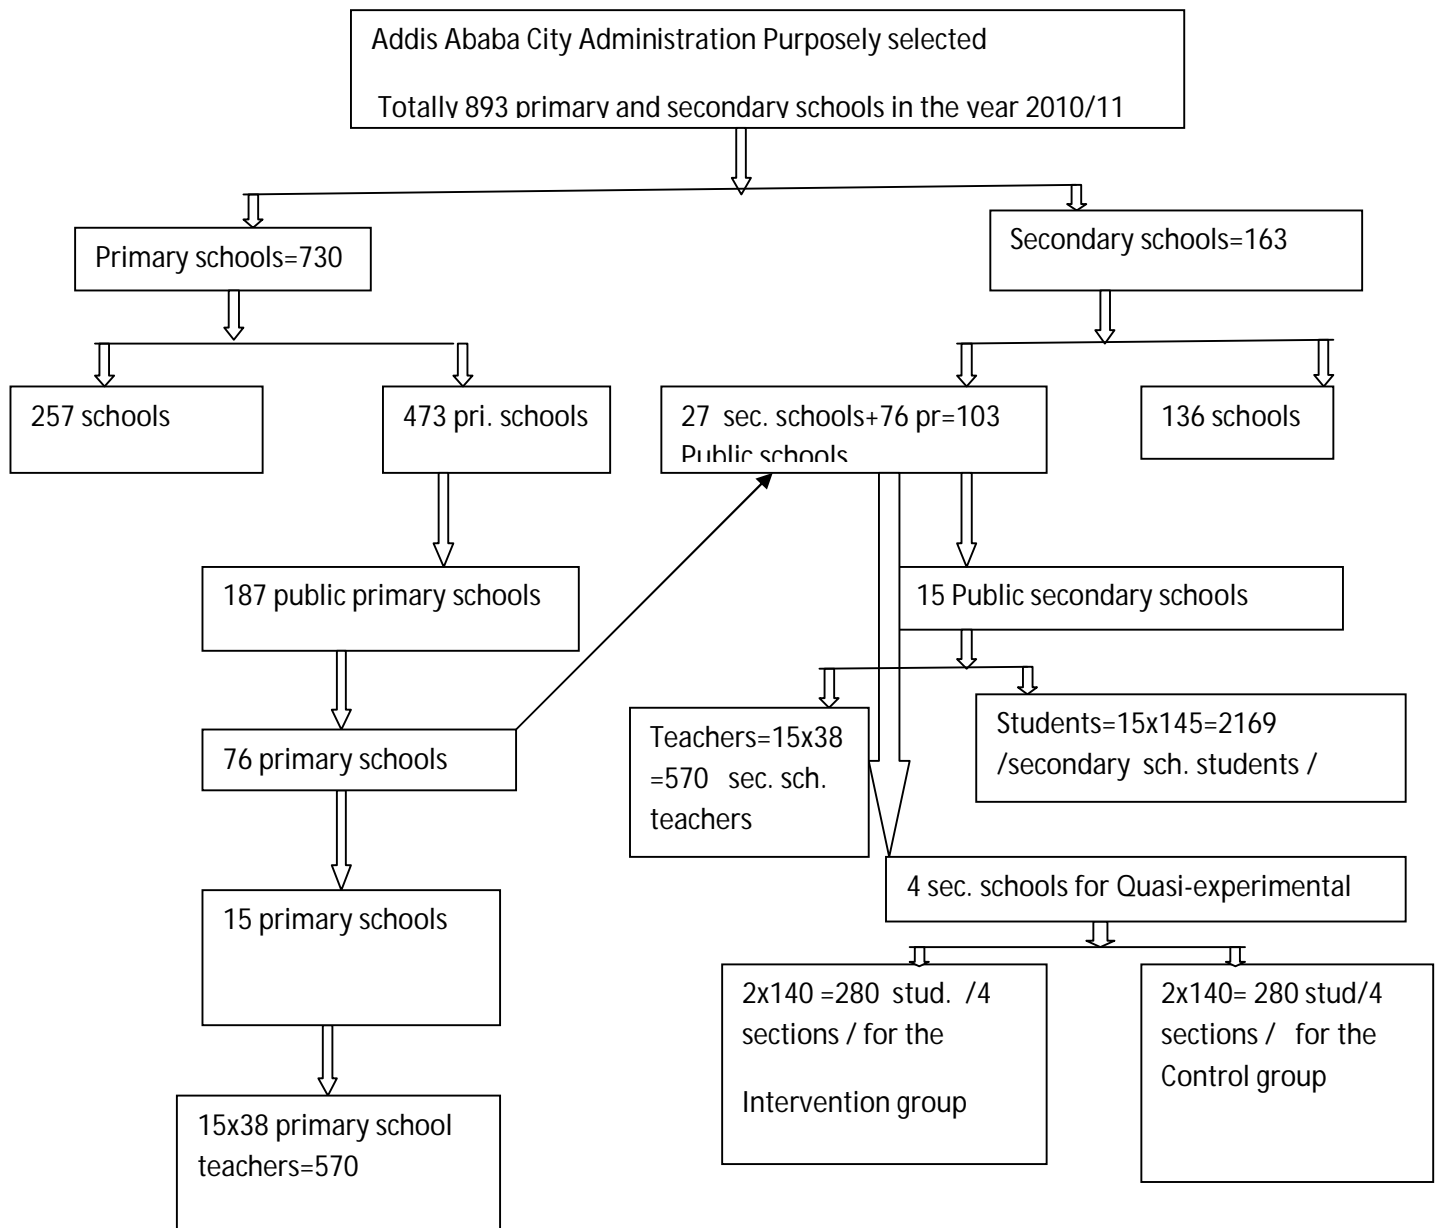 Addis Ababa City Administration Purposely selected
Totally 893 primary and secondary schools in the year 2010/11
Primary schools=730
Secondary schools=163
257 schools
473 pri. schools
27 sec. schools+76 pr=103
Public schools
136 schools
187 public primary schools
15 Public secondary schools
76 primary schools
Teachers=15x38
=570 sec. sch.
teachers
Students=15x145=2169
/secondary sch. students /
4 sec. schools for Quasi-experimental
15 primary schools
2x140 =280 stud. /4
sections / for the
Intervention group
2x140= 280 stud/4
sections / for the
Control group
15x38 primary school
teachers=570